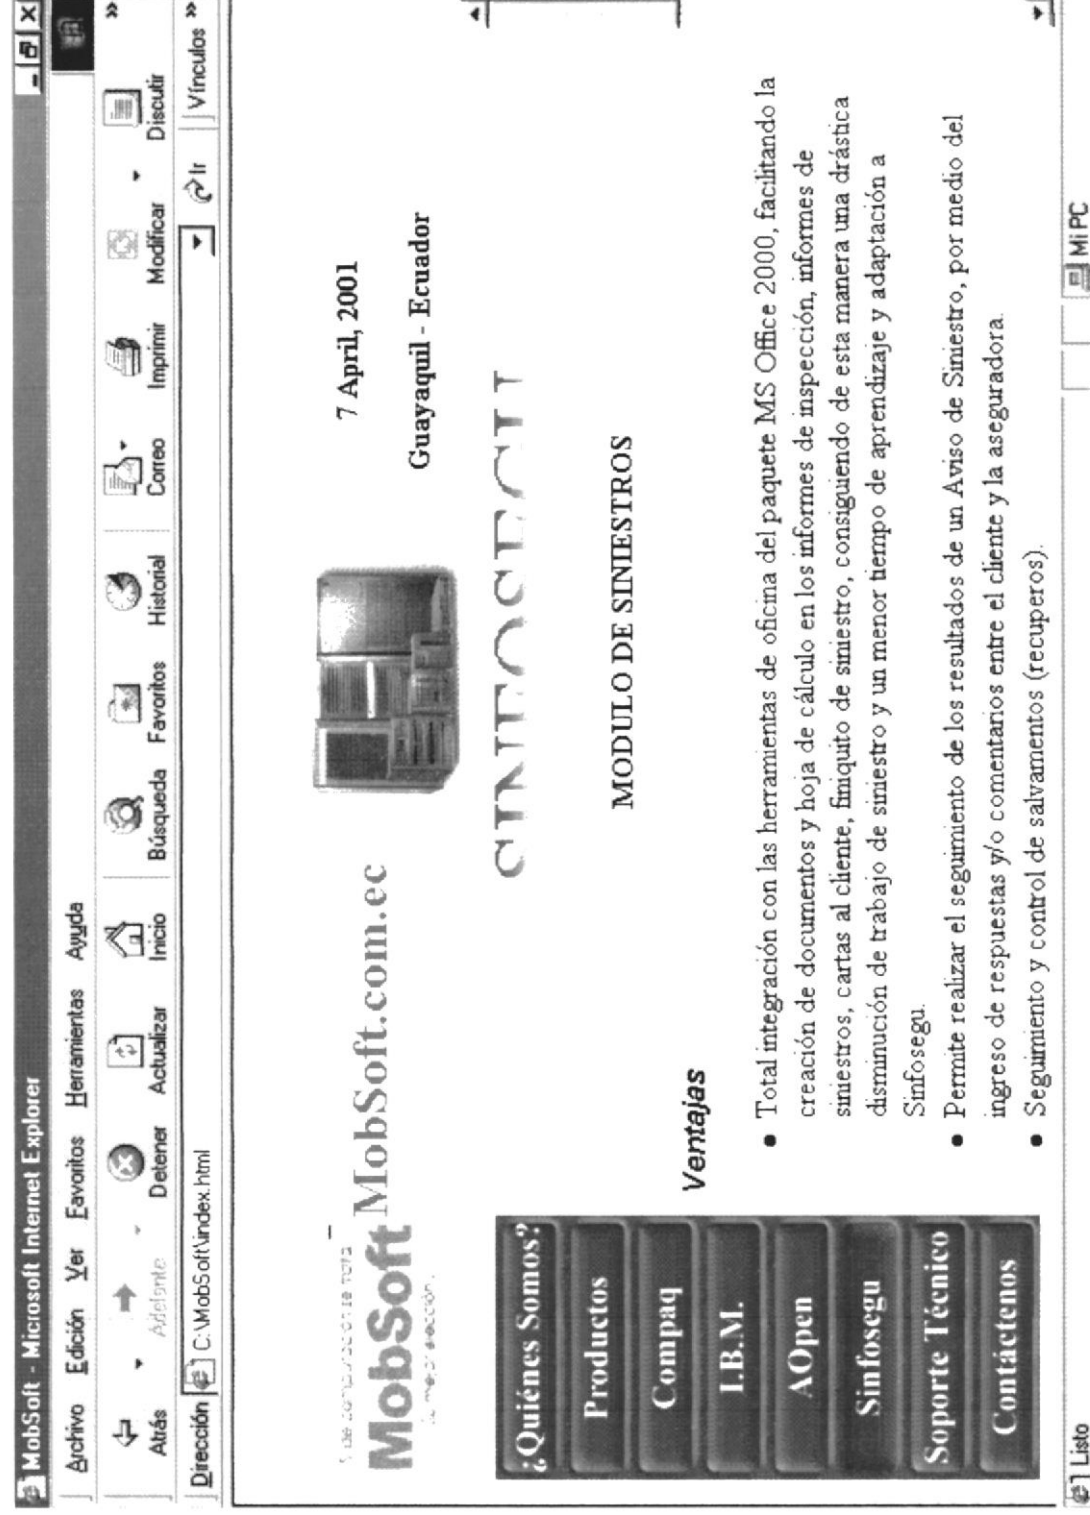 MobSoft - Microsoft Internet Explorer
Archivo Edición Ver Favoritos Herramientas Ayuda
Atrás Adelante Detener Actualizar Inicio Búsqueda Favoritos Historial Correo Imprimir Modificar Discutir »
Dirección C:\MobSoft\index.html Ir Vínculos »
MobSoft MobSoft.com.ec
7 April, 2001
Guayaquil - Ecuador
SINFOSEGU
MODULO DE SINIESTROS
¿Quiénes Somos?
Productos
Compaq
I.B.M.
AOpen
Sinfosegu
Soporte Técnico
Contáctenos
Ventajas
• Total integración con las herramientas de oficina del paquete MS Office 2000, facilitando la
creación de documentos y hoja de cálculo en los informes de inspección, informes de
siniestros, cartas al cliente, finiquito de siniestro, consiguiendo de esta manera una drástica
disminución de trabajo de siniestro y un menor tiempo de aprendizaje y adaptación a
Sinfosegu.
• Permite realizar el seguimiento de los resultados de un Aviso de Siniestro, por medio del
ingreso de respuestas y/o comentarios entre el cliente y la aseguradora.
• Seguimiento y control de salvamentos (recuperos).
Listo
Mi PC